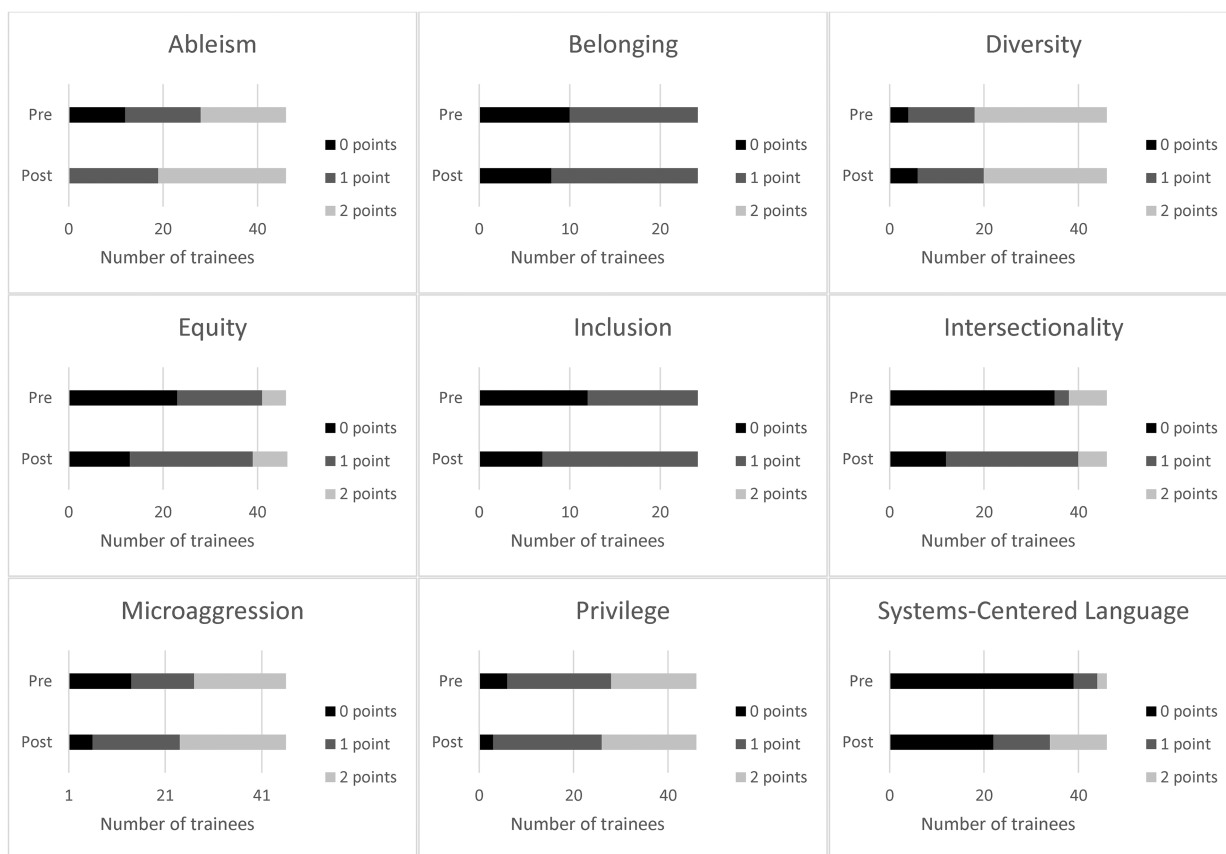 Ableism
Pre
Post
0 points
1 point
2 points
0 40
Number of trainees
Belonging
Pre
Post
0 points
1 point
2 points
0 10 20
Number of trainees
Diversity
Pre
Post
0 points
1 point
2 points
0 20 40
Number of trainees
Equity
Pre
Post
0 points
1 point
2 points
0 40
Number of trainees
Inclusion
Pre
Post
0 points
1 point
2 points
0 10 20
Number of trainees
Intersectionality
Pre
Post
0 points
1 point
2 points
0 20 40
Number of trainees
Microaggression
Pre
Post
0 points
1 point
2 points
1 21 41
Number of trainees
Privilege
Pre
Post
0 points
1 point
2 points
0 20 40
Number of trainees
Systems-Centered Language
Pre
Post
0 points
1 point
2 points
0 20 40
Number of trainees